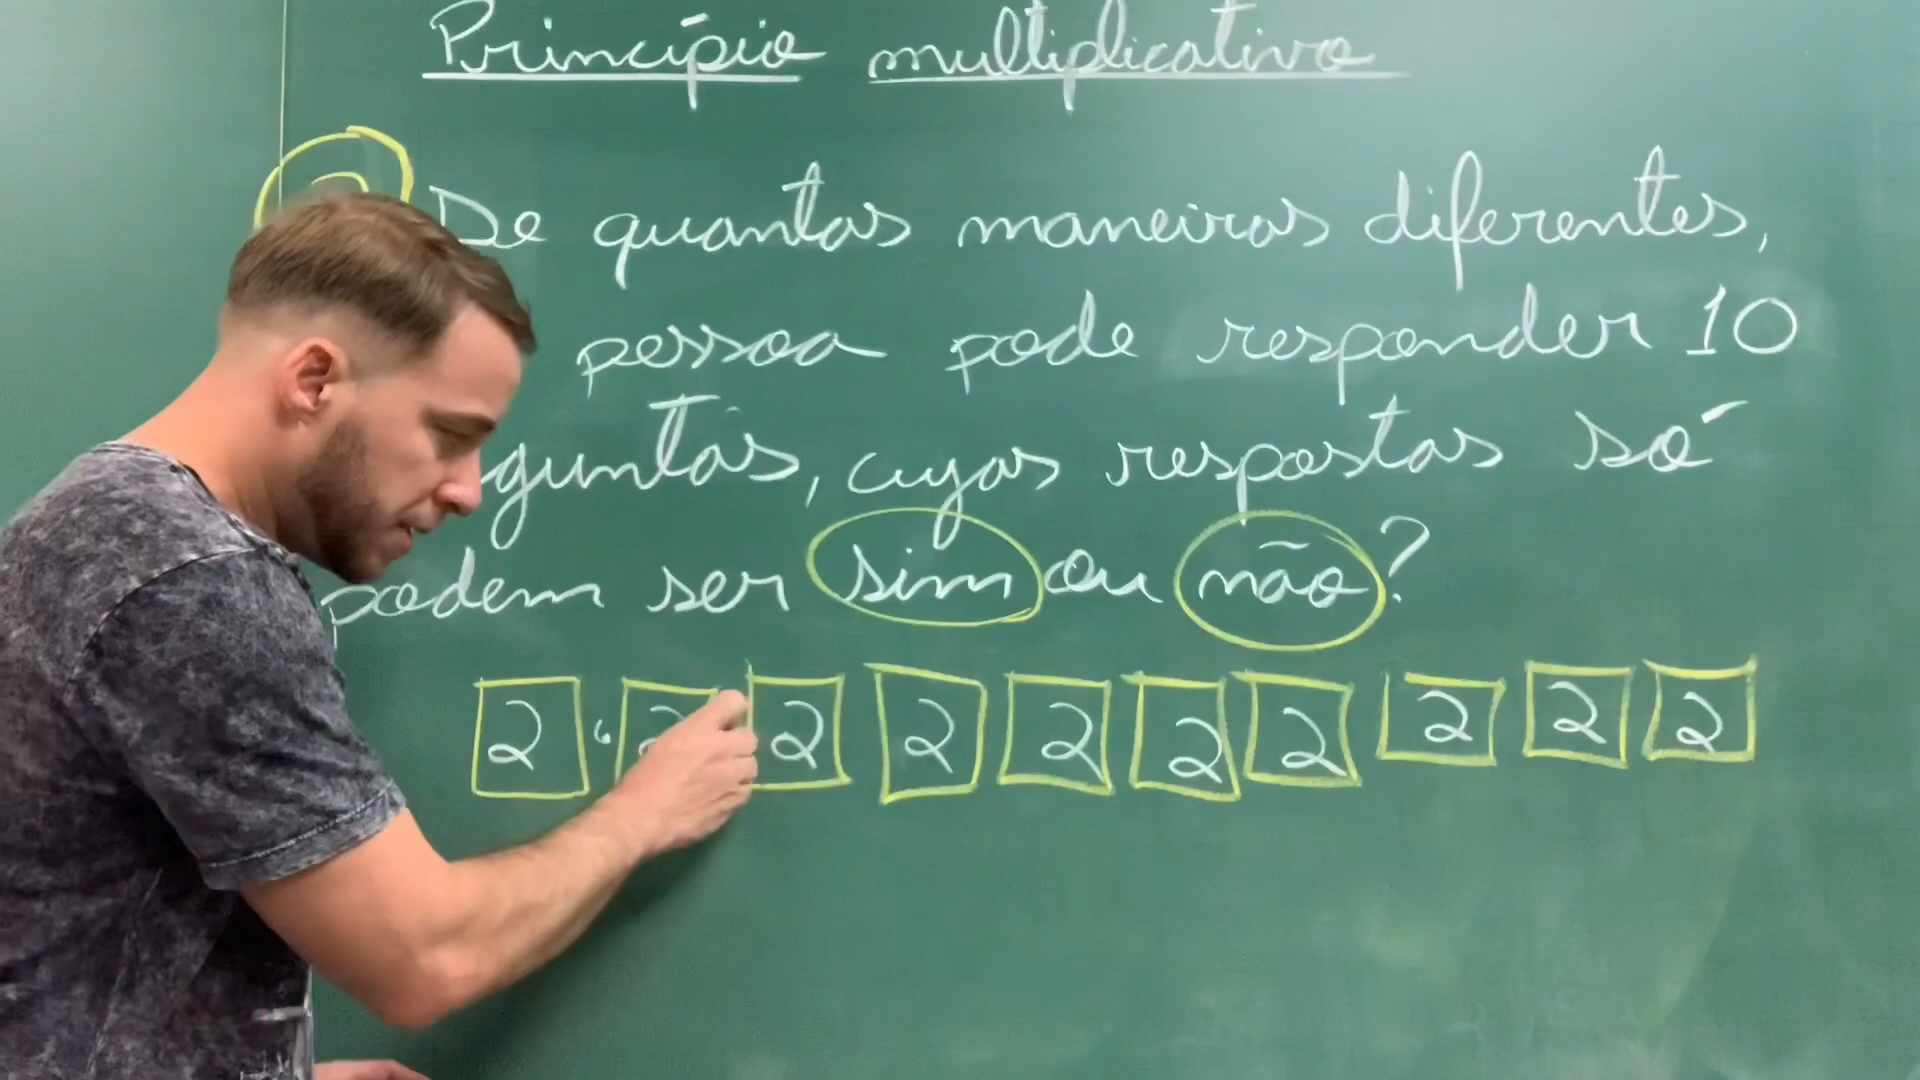 Princípio multiplicativo
De quantas maneiras diferentes,
pessoa pode responder 10
guntas, cujas respostas só
podem ser sim ou não?
2 · 2 2 2 2 2 2 2 2 2